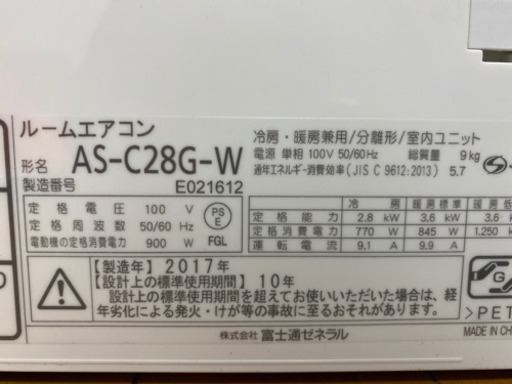 ルームエアコン
形名 AS-C28G-W
製造番号 E021612
冷房・暖房兼用/分離形/室内ユニット
電源 単相 100V 50/60Hz 総質量 9kg
通年エネルギー消費効率(JIS C 9612:2013) 5.7
定格電圧 100 V
定格周波数 50/60 Hz
電動機の定格消費電力 900 W
PS
E
FGL
冷房 暖房標準 暖房低
定格能力 2.8 kW 3.6 kW 3.6
定格消費電力 770 W 845 W 1,250
運転電流 9.1 A 9.9 A
【製造年】2017年
【設計上の標準使用期間】10年
設計上の標準使用期間を超えてお使いいただいた場合は、経
年劣化による発火・けが等の事故に至るおそれがあります。
株式会社 富士通ゼネラル
G
>PET
MADE IN CH